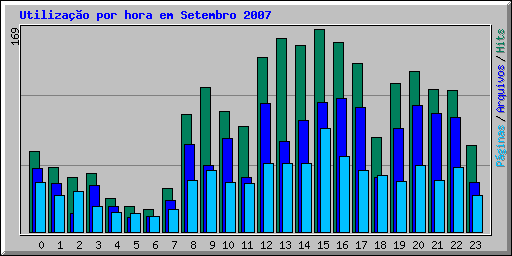 Utilização por hora em Setembro 2007
169
Páginas / Arquivos / Hits
0 1 2 3 4 5 6 7 8 9 10 11 12 13 14 15 16 17 18 19 20 21 22 23